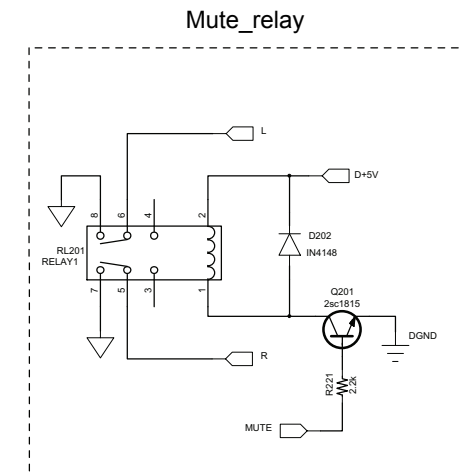 Mute_relay
L
D+5V
8
6
4
2
RL201
RELAY1
D202
IN4148
7
5
3
1
Q201
2sc1815
DGND
R
R221
2.2k
MUTE